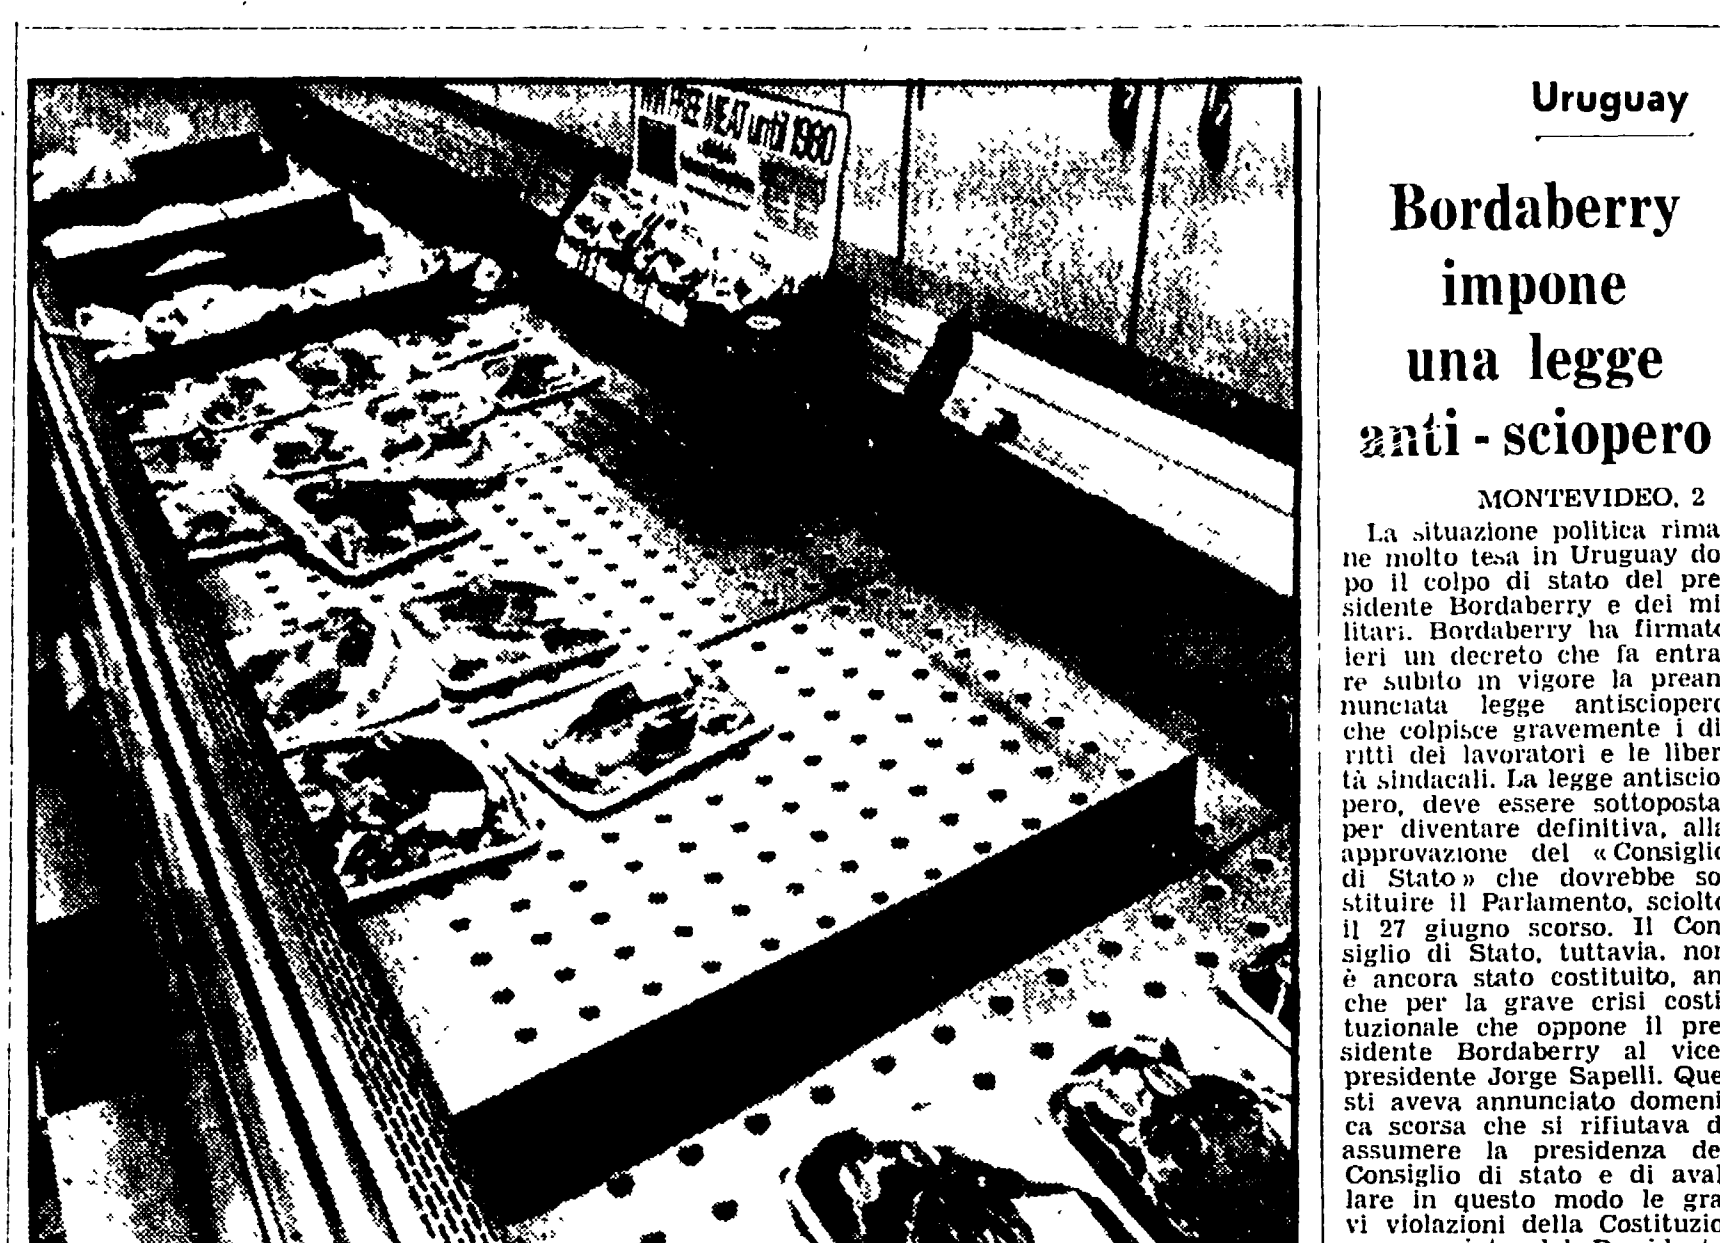 WIN FREE MEAT until 1980
Uruguay
Bordaberry
impone
una legge
anti-sciopero
MONTEVIDEO, 2
La situazione politica rima
ne molto tesa in Uruguay do
po il colpo di stato del pre
sidente Bordaberry e dei mi
litari. Bordaberry ha firmato
ieri un decreto che fa entra
re subito in vigore la prean
nunciata legge antisciopero
che colpisce gravemente i di
ritti dei lavoratori e le liber
tà sindacali. La legge antiscio
pero, deve essere sottoposta
per diventare definitiva, alla
approvazione del «Consiglio
di Stato» che dovrebbe so
stituire il Parlamento, sciolto
il 27 giugno scorso. Il Con
siglio di Stato, tuttavia, non
è ancora stato costituito, an
che per la grave crisi costi
tuzionale che oppone il pre
sidente Bordaberry al vice
presidente Jorge Sapelli. Que
sti aveva annunciato domeni
ca scorsa che si rifiutava d
assumere la presidenza de
Consiglio di stato e di aval
lare in questo modo le gra
vi violazioni della Costituzio